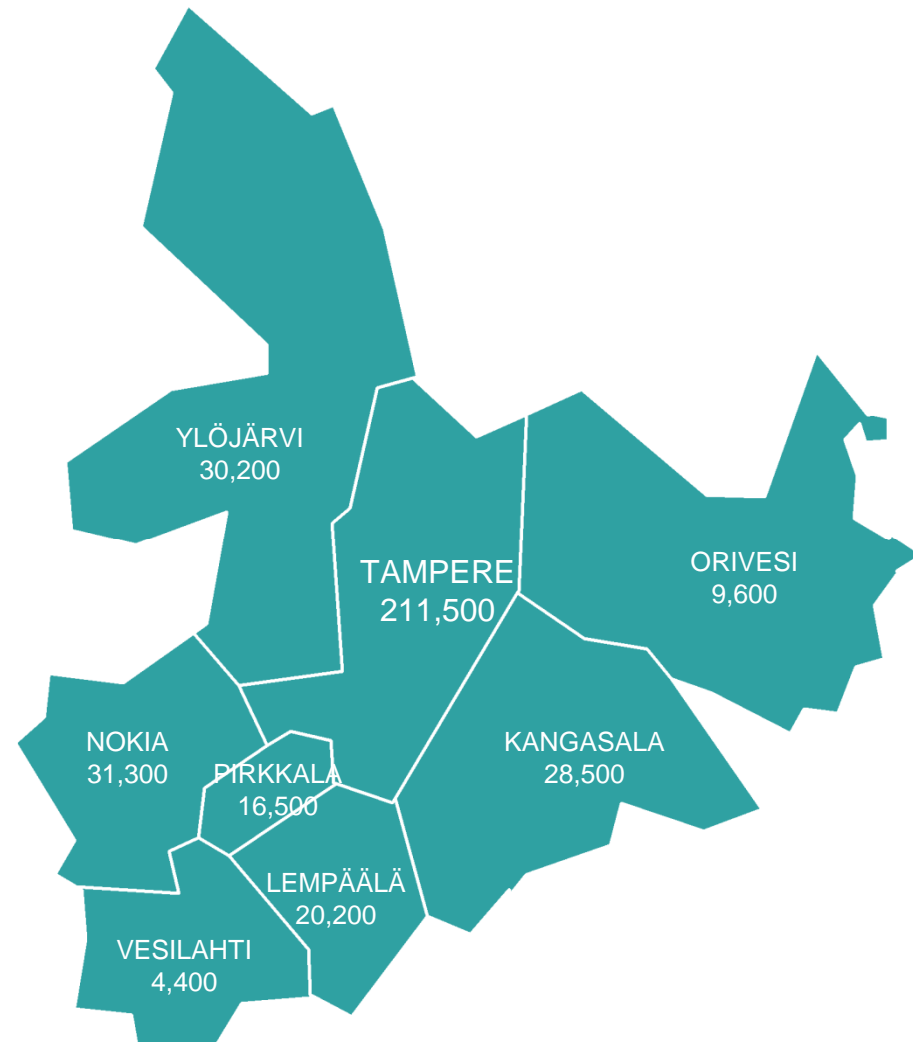 YLÖJÄRVI
30,200
TAMPERE
211,500
ORIVESI
9,600
NOKIA
31,300
PIRKKALA
16,500
KANGASALA
28,500
LEMPÄÄLÄ
20,200
VESILAHTI
4,400